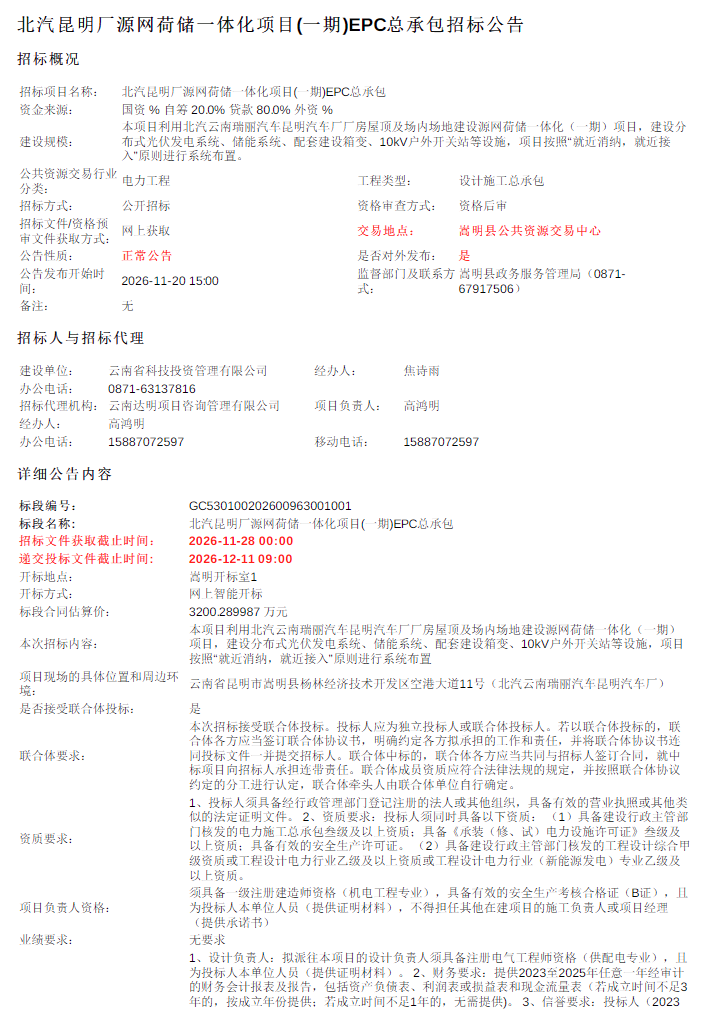 北汽昆明厂源网荷储一体化项目(一期)EPC总承包招标公告
招标概况
招标项目名称： 北汽昆明厂源网荷储一体化项目(一期)EPC总承包
资金来源： 国资 % 自筹 20.0% 贷款 80.0% 外资 %
建设规模： 本项目利用北汽云南瑞丽汽车昆明汽车厂厂房屋顶及场内场地建设源网荷储一体化（一期）项目，建设分
布式光伏发电系统、储能系统、配套建设箱变、10kV户外开关站等设施，项目按照“就近消纳，就近接
入”原则进行系统布置。
公共资源交易行业
分类： 电力工程 工程类型： 设计施工总承包
招标方式： 公开招标 资格审查方式： 资格后审
招标文件/资格预
审文件获取方式： 网上获取 交易地点： 嵩明县公共资源交易中心
公告性质： 正常公告 是否对外发布： 是
公告发布开始时
间： 2026-11-20 15:00 监督部门及联系方
式： 嵩明县政务服务管理局（0871-
67917506）
备注： 无
招标人与招标代理
建设单位： 云南省科技投资管理有限公司 经办人： 焦诗雨
办公电话： 0871-63137816
招标代理机构： 云南达明项目咨询管理有限公司 项目负责人： 高鸿明
经办人： 高鸿明
办公电话： 15887072597 移动电话： 15887072597
详细公告内容
标段编号： GC530100202600963001001
标段名称： 北汽昆明厂源网荷储一体化项目(一期)EPC总承包
招标文件获取截止时间： 2026-11-28 00:00
递交投标文件截止时间： 2026-12-11 09:00
开标地点： 嵩明开标室1
开标方式： 网上智能开标
标段合同估算价： 3200.289987 万元
本次招标内容： 本项目利用北汽云南瑞丽汽车昆明汽车厂厂房屋顶及场内场地建设源网荷储一体化（一期）
项目，建设分布式光伏发电系统、储能系统、配套建设箱变、10kV户外开关站等设施，项目
按照“就近消纳，就近接入”原则进行系统布置
项目现场的具体位置和周边环
境： 云南省昆明市嵩明县杨林经济技术开发区空港大道11号（北汽云南瑞丽汽车昆明汽车厂）
是否接受联合体投标： 是
联合体要求： 本次招标接受联合体投标。投标人应为独立投标人或联合体投标人。若以联合体投标的，联
合体各方应当签订联合体协议书，明确约定各方拟承担的工作和责任，并将联合体协议书连
同投标文件一并提交招标人。联合体中标的，联合体各方应当共同与招标人签订合同，就中
标项目向招标人承担连带责任。联合体成员资质应符合法律法规的规定，并按照联合体协议
约定的分工进行认定，联合体牵头人由联合体单位自行确定。
资质要求： 1、投标人须具备经行政管理部门登记注册的法人或其他组织，具备有效的营业执照或其他类
似的法定证明文件。 2、资质要求：投标人须同时具备以下资质： （1）具备建设行政主管部
门核发的电力施工总承包叁级及以上资质；具备《承装（修、试）电力设施许可证》叁级及
以上资质；具备有效的安全生产许可证。 （2）具备建设行政主管部门核发的工程设计综合甲
级资质或工程设计电力行业乙级及以上资质或工程设计电力行业（新能源发电）专业乙级及
以上资质。
项目负责人资格： 须具备一级注册建造师资格（机电工程专业），具备有效的安全生产考核合格证（B证），且
为投标人本单位人员（提供证明材料），不得担任其他在建项目的施工负责人或项目经理
（提供承诺书）
业绩要求： 无要求
1、设计负责人：拟派往本项目的设计负责人须具备注册电气工程师资格（供配电专业），且
为投标人本单位人员（提供证明材料）。 2、财务要求：提供2023至2025年任意一年经审计
的财务会计报表及报告，包括资产负债表、利润表或损益表和现金流量表（若成立时间不足3
年的，按成立年份提供；若成立时间不足1年的，无需提供)。 3、信誉要求：投标人（2023